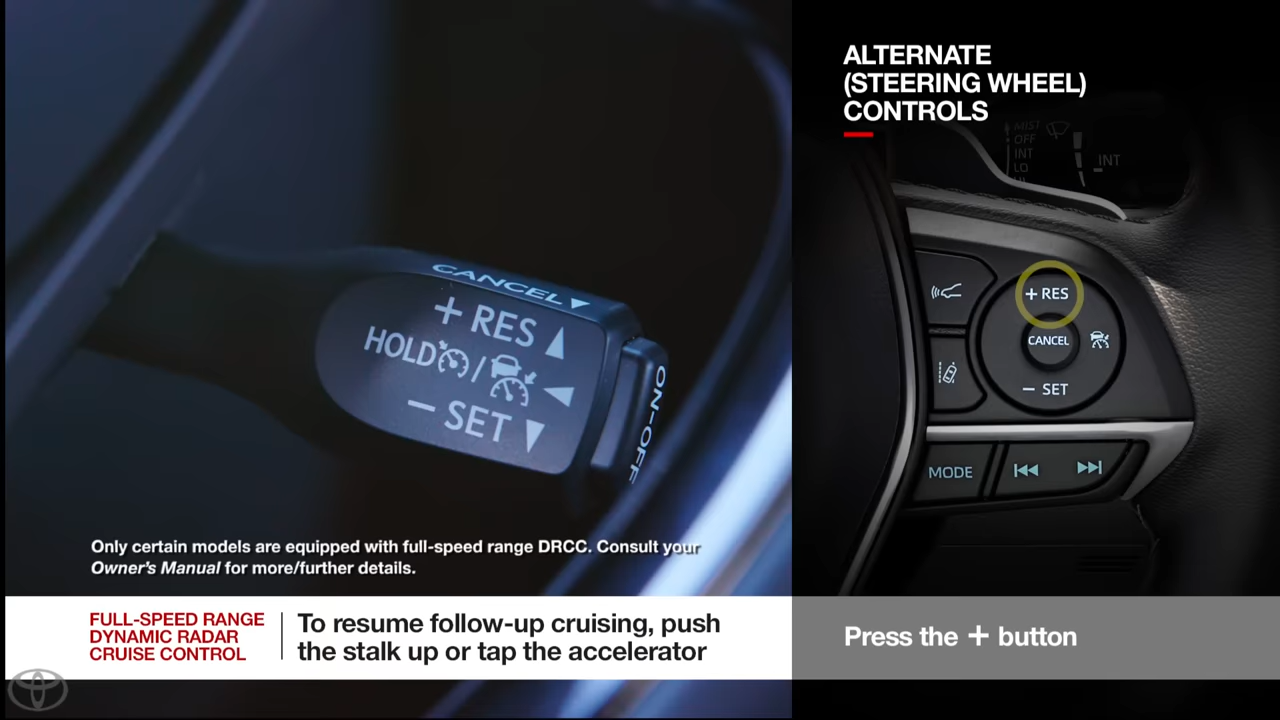 CANCEL▼
+ RES ▲
HOLD / ◀
− SET ▼
ON-OFF
Only certain models are equipped with full-speed range DRCC. Consult your
Owner's Manual for more/further details.
FULL-SPEED RANGE
DYNAMIC RADAR
CRUISE CONTROL
To resume follow-up cruising, push
the stalk up or tap the accelerator
ALTERNATE
(STEERING WHEEL)
CONTROLS
MIST
OFF
INT
LO
INT
+ RES
CANCEL
− SET
MODE
Press the + button